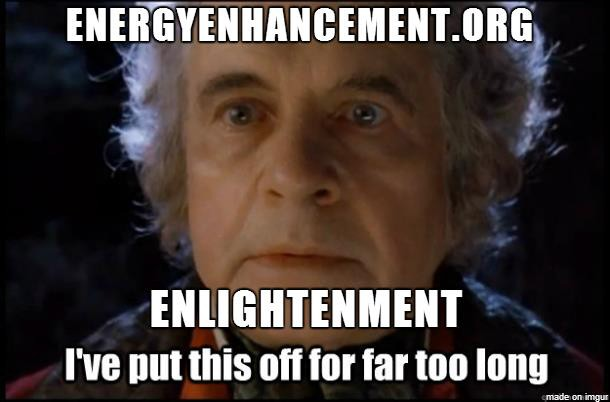 ENERGYENHANCEMENT.ORG
ENLIGHTENMENT
I've put this off for far too long
made on imgur